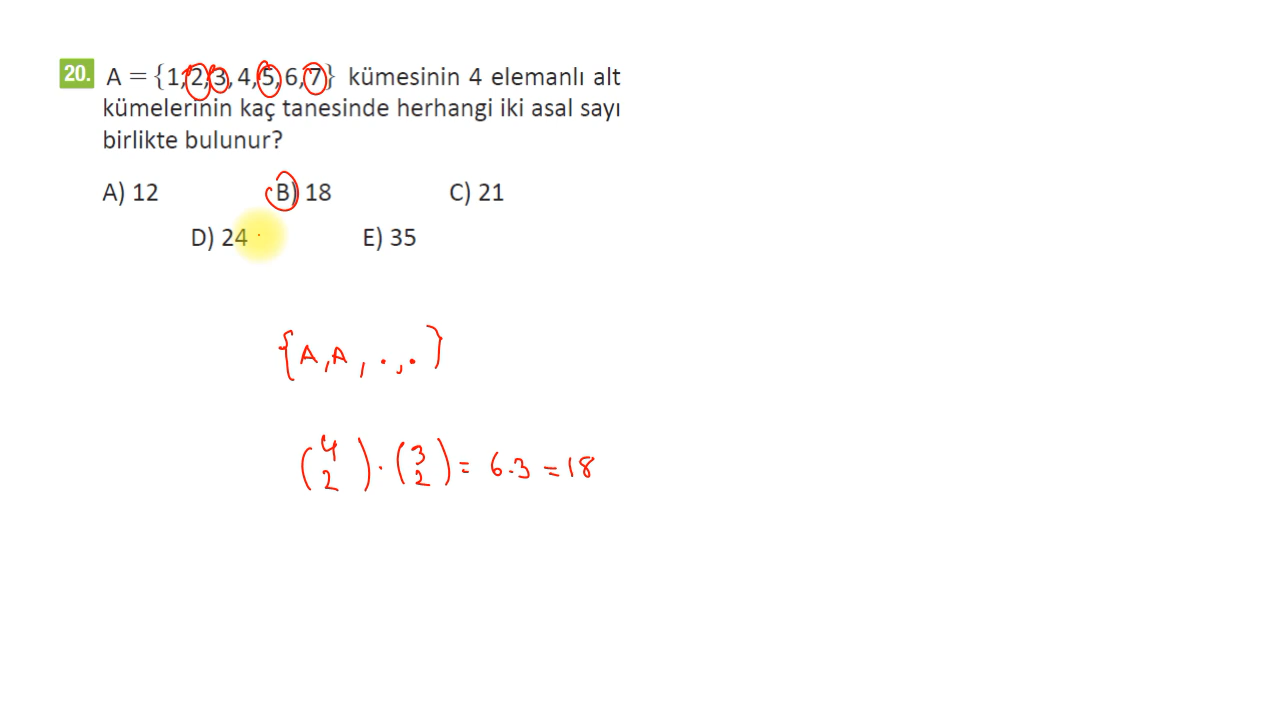 20. A = {1, 2, 3, 4, 5, 6, 7} kümesinin 4 elemanlı alt
kümelerinin kaç tanesinde herhangi iki asal sayı
birlikte bulunur?
A) 12 B) 18 C) 21
D) 24 E) 35
{A, A, ., .}
(4 2) . (3 2) = 6.3 = 18